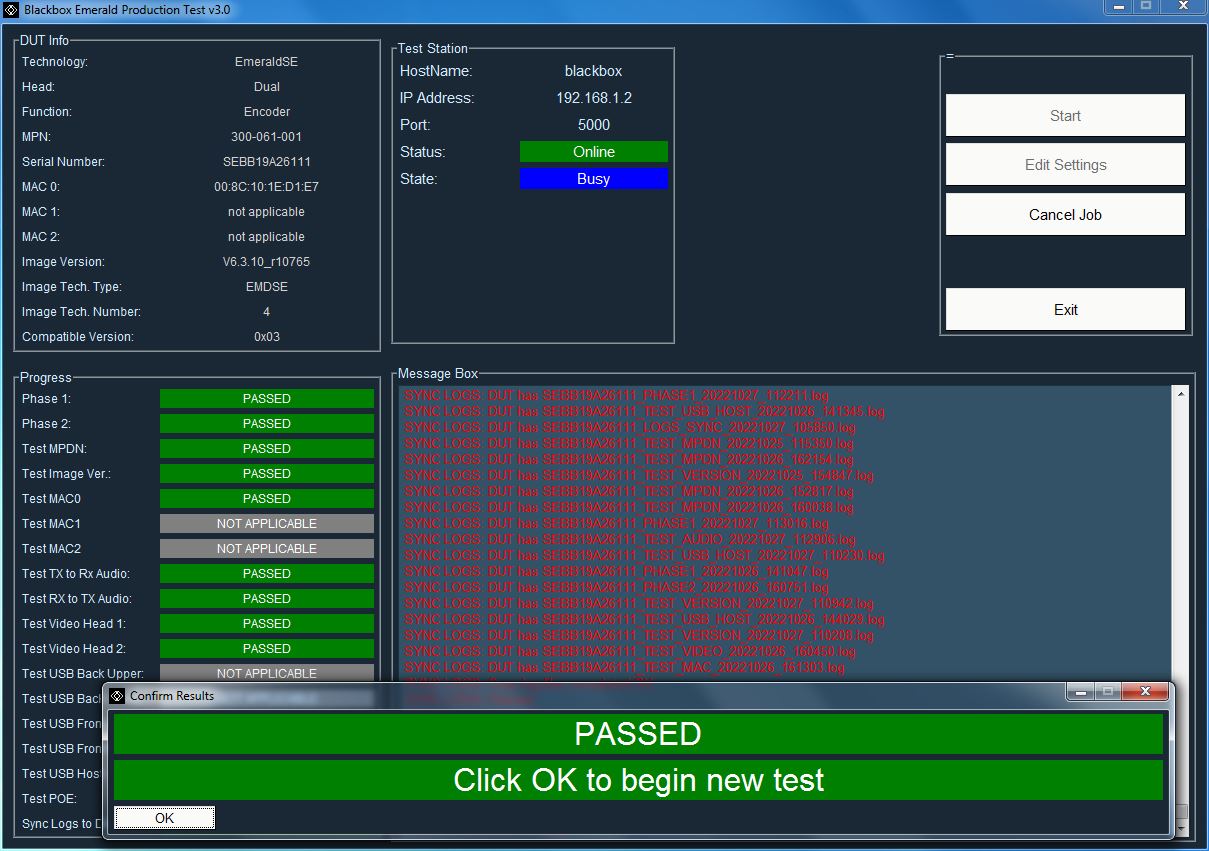 Blackbox Emerald Production Test v3.0
DUT Info
Technology: EmeraldSE
Head: Dual
Function: Encoder
MPN: 300-061-001
Serial Number: SEBB19A26111
MAC 0: 00:8C:10:1E:D1:E7
MAC 1: not applicable
MAC 2: not applicable
Image Version: V6.3.10_r10765
Image Tech. Type: EMDSE
Image Tech. Number: 4
Compatible Version: 0x03
Test Station
HostName: blackbox
IP Address: 192.168.1.2
Port: 5000
Status: Online
State: Busy
=
Start
Edit Settings
Cancel Job
Exit
Progress
Phase 1: PASSED
Phase 2: PASSED
Test MPDN: PASSED
Test Image Ver.: PASSED
Test MAC0 PASSED
Test MAC1 NOT APPLICABLE
Test MAC2 NOT APPLICABLE
Test TX to Rx Audio: PASSED
Test RX to TX Audio: PASSED
Test Video Head 1: PASSED
Test Video Head 2: PASSED
Test USB Back Upper: NOT APPLICABLE
Test USB Bac
Test USB Fron
Test USB Fron
Test USB Hos
Test POE:
Sync Logs to D
Message Box
SYNC LOGS: DUT has SEBB19A26111_PHASE1_20221027_112211.log
SYNC LOGS: DUT has SEBB19A26111_TEST_USB_HOST_20221026_141345.log
SYNC LOGS: DUT has SEBB19A26111_LOGS_SYNC_20221027_105850.log
SYNC LOGS: DUT has SEBB19A26111_TEST_MPDN_20221025_115350.log
SYNC LOGS: DUT has SEBB19A26111_TEST_MPDN_20221026_162154.log
SYNC LOGS: DUT has SEBB19A26111_TEST_VERSION_20221025_154847.log
SYNC LOGS: DUT has SEBB19A26111_TEST_MPDN_20221026_152817.log
SYNC LOGS: DUT has SEBB19A26111_TEST_MPDN_20221026_160038.log
SYNC LOGS: DUT has SEBB19A26111_PHASE1_20221027_113016.log
SYNC LOGS: DUT has SEBB19A26111_TEST_AUDIO_20221027_112906.log
SYNC LOGS: DUT has SEBB19A26111_TEST_USB_HOST_20221027_110230.log
SYNC LOGS: DUT has SEBB19A26111_PHASE1_20221026_141047.log
SYNC LOGS: DUT has SEBB19A26111_PHASE2_20221026_160751.log
SYNC LOGS: DUT has SEBB19A26111_TEST_VERSION_20221027_110942.log
SYNC LOGS: DUT has SEBB19A26111_TEST_USB_HOST_20221026_144029.log
SYNC LOGS: DUT has SEBB19A26111_TEST_VERSION_20221027_110208.log
SYNC LOGS: DUT has SEBB19A26111_TEST_VIDEO_20221026_160450.log
SYNC LOGS: DUT has SEBB19A26111_TEST_MAC_20221026_161303.log
Confirm Results
PASSED
Click OK to begin new test
OK